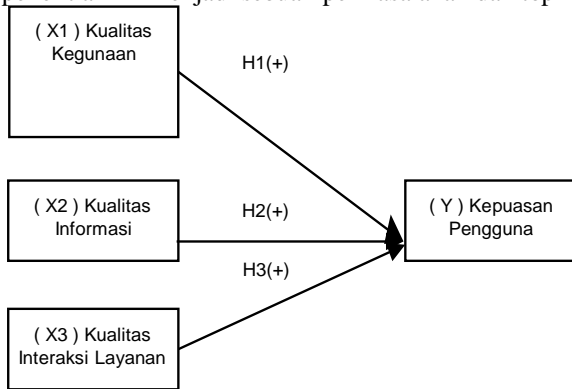 ( X1 ) Kualitas
Kegunaan
H1(+)
( X2 ) Kualitas
Informasi
H2(+)
( Y ) Kepuasan
Pengguna
H3(+)
( X3 ) Kualitas
Interaksi Layanan